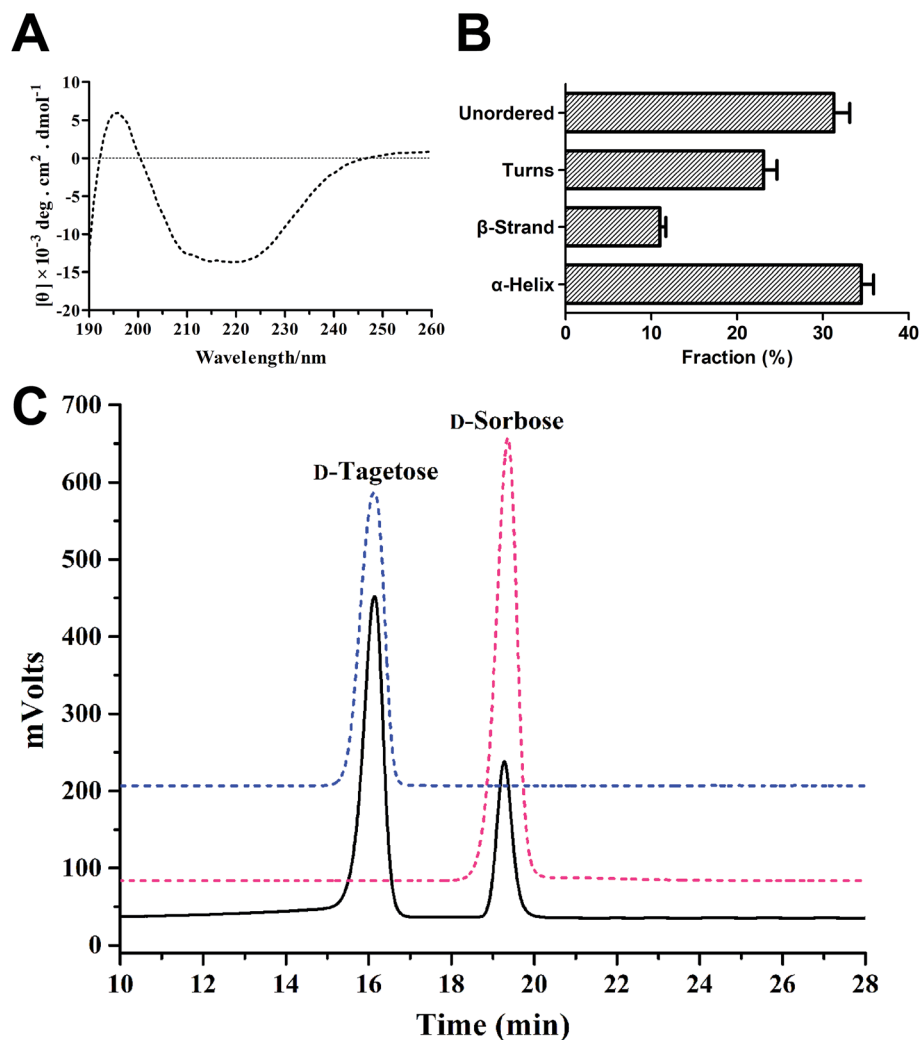 A
[θ] × 10⁻³ deg . cm² . dmol⁻¹
10
5
0
-5
-10
-15
-20
190 200 210 220 230 240 250 260
Wavelength/nm
B
Unordered
Turns
β-Strand
α-Helix
0 10 20 30 40
Fraction (%)
C
mVolts
700
600
500
400
300
200
100
0
D-Tagetose
D-Sorbose
10 12 14 16 18 20 22 24 26 28
Time (min)